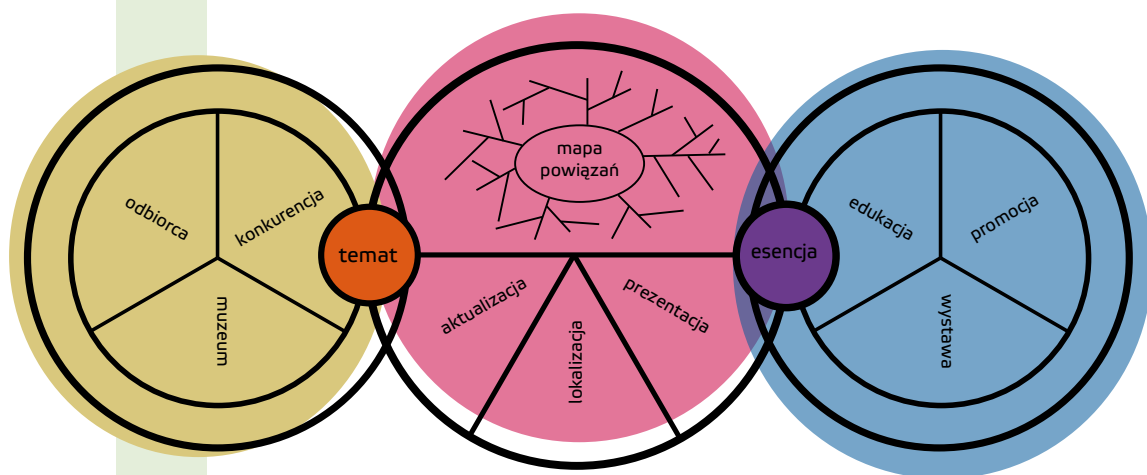 odbiorca
konkurencja
muzeum
temat
mapa
powiązań
aktualizacja
lokalizacja
prezentacja
esencja
edukacja
promocja
wystawa